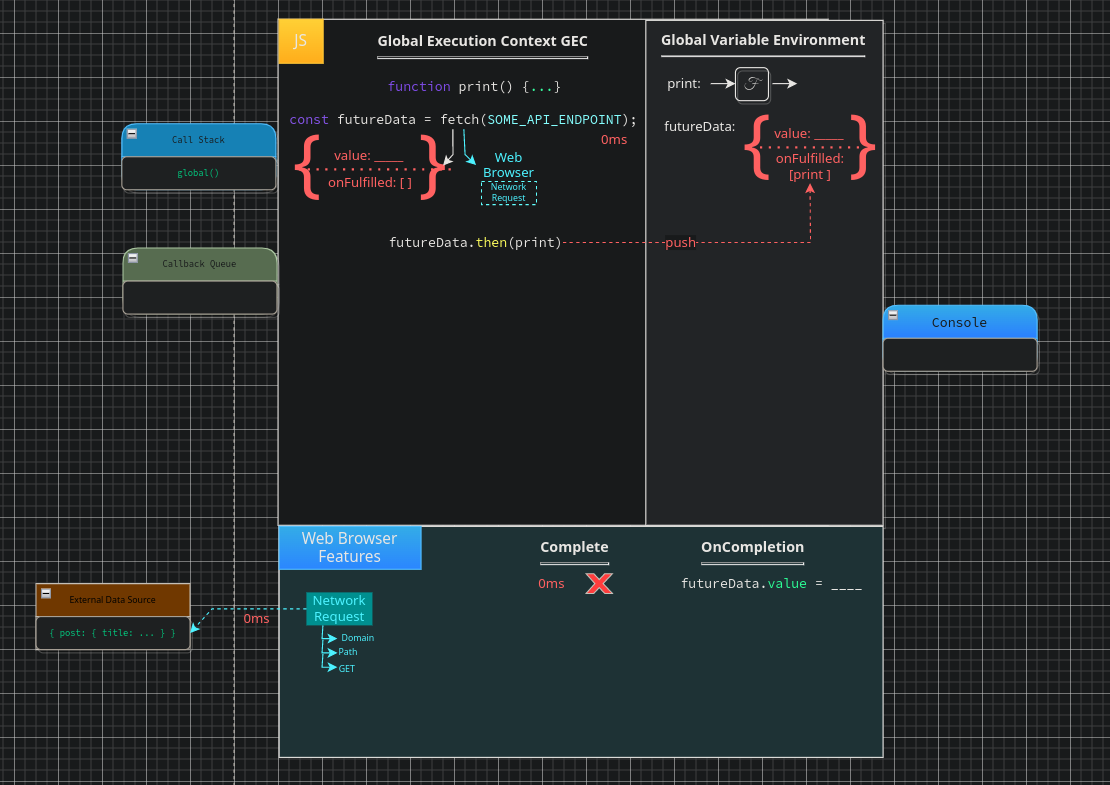 JS
Global Execution Context GEC
function print() {...}
const futureData = fetch(SOME_API_ENDPOINT);
0ms
{ value: ____ }
onFulfilled: [ ]
Web
Browser
Network
Request
futureData.then(print)
push
Global Variable Environment
print:
ℱ
futureData:
{ value: ____ }
onFulfilled:
[print ]
Call Stack
global()
Callback Queue
Console
Web Browser
Features
Complete
0ms
OnCompletion
futureData.value = ____
Network
Request
Domain
Path
GET
0ms
External Data Source
{ post: { title: ... } }